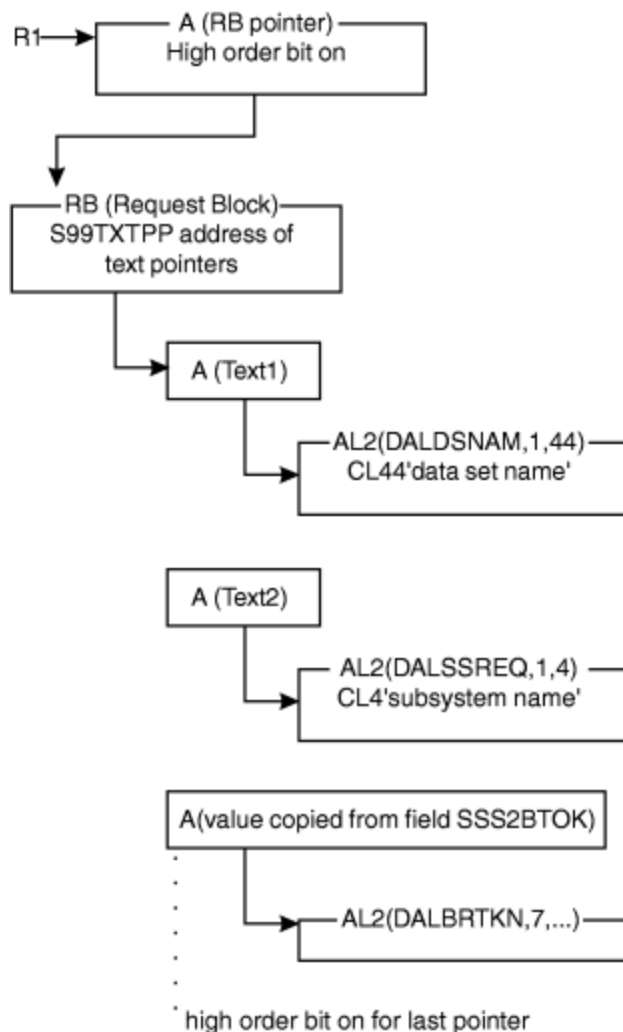 A (RB pointer)
R1
High order bit on
RB (Request Block)
S99TXTPP address of
text pointers
A (Text1)
AL2(DALDSNAM,1,44)
CL44'data set name'
A (Text2)
AL2(DALSSREQ,1,4)
CL4'subsystem name'
A(value copied from field SSS2BTOK)
AL2(DALBRTKN,7,...)
high order bit on for last pointer